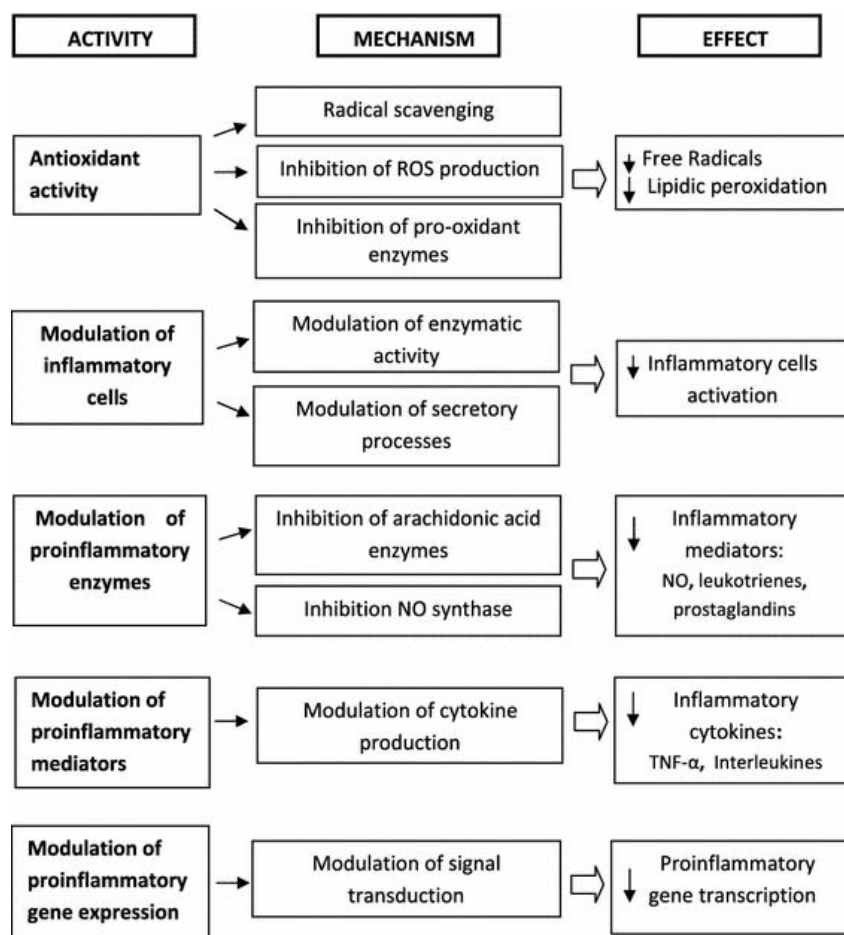 ACTIVITY
MECHANISM
EFFECT
Antioxidant
activity
Radical scavenging
Inhibition of ROS production
Inhibition of pro-oxidant
enzymes
↓ Free Radicals
↓ Lipidic peroxidation
Modulation of
inflammatory
cells
Modulation of enzymatic
activity
Modulation of secretory
processes
↓ Inflammatory cells
activation
Modulation of
proinflammatory
enzymes
Inhibition of arachidonic acid
enzymes
Inhibition NO synthase
↓ Inflammatory
mediators:
NO, leukotrienes,
prostaglandins
Modulation of
proinflammatory
mediators
Modulation of cytokine
production
↓ Inflammatory
cytokines:
TNF-α, Interleukines
Modulation of
proinflammatory
gene expression
Modulation of signal
transduction
↓ Proinflammatory
gene transcription